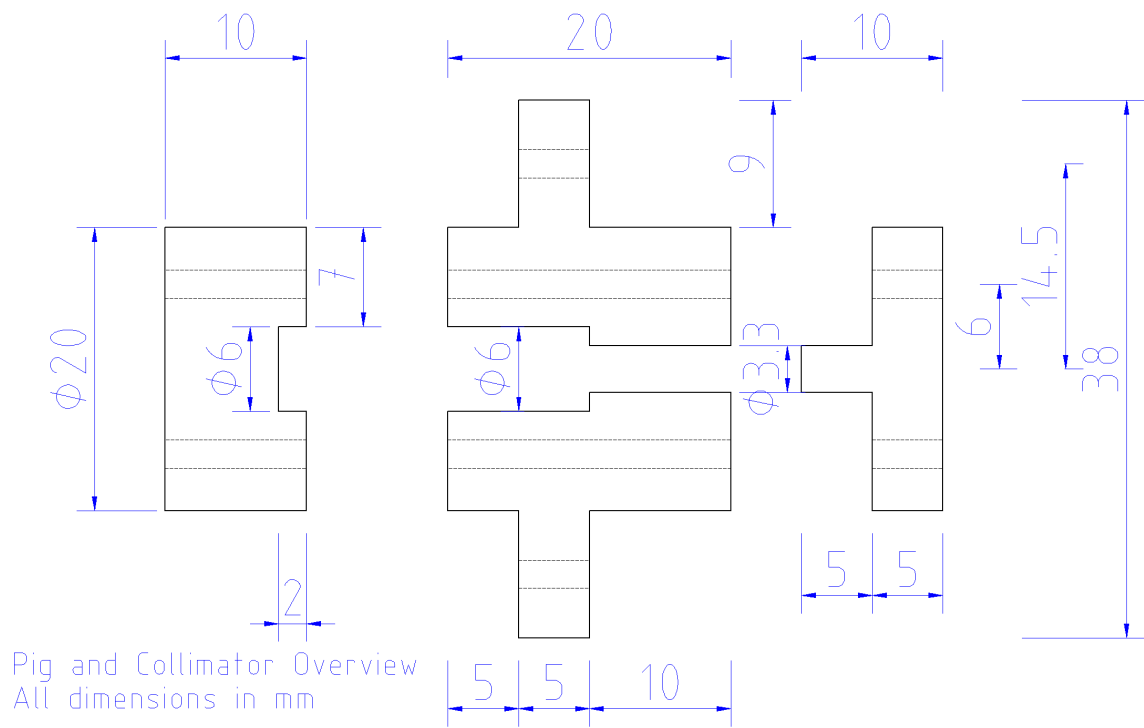 10
20
10
9
7
14.5
6
Φ20
Φ6
Φ6
Φ3.3
38
5
5
2
5
5
10
Pig and Collimator Overview
All dimensions in mm